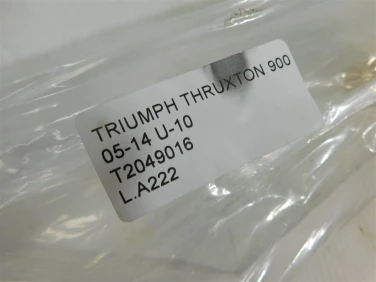 TRIUMPH THRUXTON 900
05-14 U-10
T2049016
L.A222